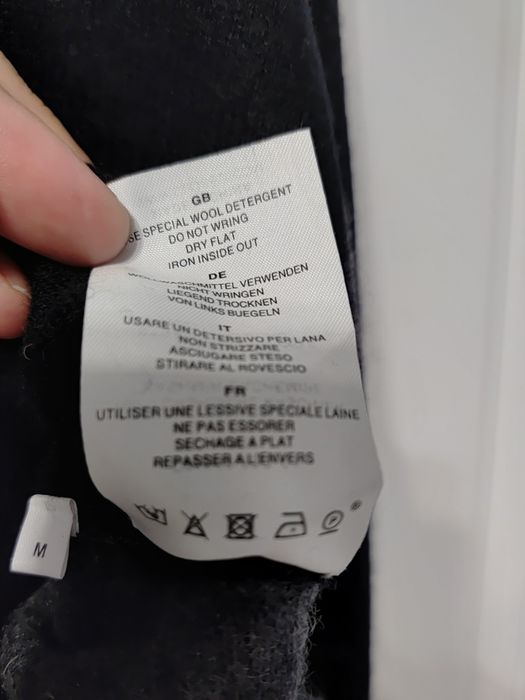 GB
SE SPECIAL WOOL DETERGENT
DO NOT WRING
DRY FLAT
IRON INSIDE OUT
DE
WOLLWASCHMITTEL VERWENDEN
NICHT WRINGEN
LIEGEND TROCKNEN
VON LINKS BUEGELN
IT
USARE UN DETERSIVO PER LANA
NON STRIZZARE
ASCIUGARE STESO
STIRARE AL ROVESCIO
FR
UTILISER UNE LESSIVE SPECIALE LAINE
NE PAS ESSORER
SECHAGE A PLAT
REPASSER A L'ENVERS
M